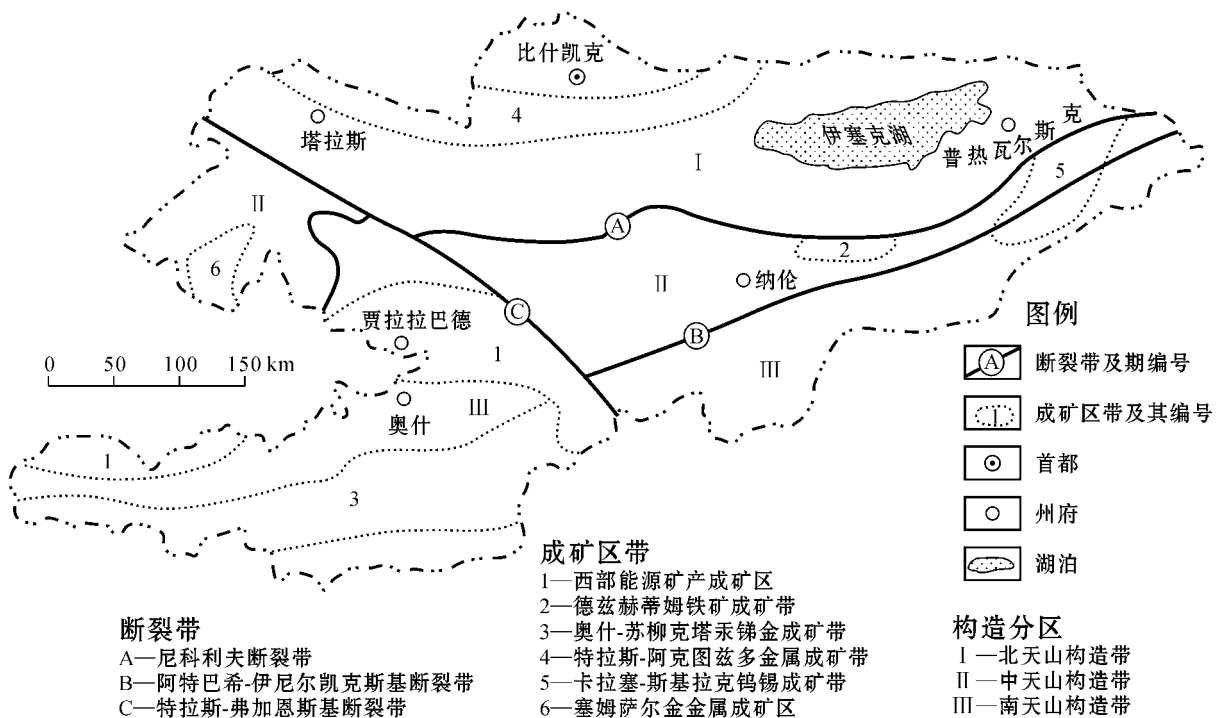 比什凯克
4
塔拉斯
伊塞克湖
普热瓦尔斯克
I
5
II
A
6
2
II
纳伦
C
贾拉拉巴德
B
图例
0 50 100 150 km
1
III
A 断裂带及期编号
III
奥什
1 成矿区带及其编号
1
首都
3
州府
湖泊
成矿区带
1—西部能源矿产成矿区
断裂带
2—德兹赫蒂姆铁矿成矿带
构造分区
3—奥什-苏柳克塔汞锑金成矿带
A—尼科利夫断裂带
4—特拉斯-阿克图兹多金属成矿带
I—北天山构造带
B—阿特巴希-伊尼尔凯克斯基断裂带
5—卡拉塞-斯基拉克钨锡成矿带
II—中天山构造带
C—特拉斯-弗加恩斯基断裂带
6—塞姆萨尔金金属成矿区
III—南天山构造带